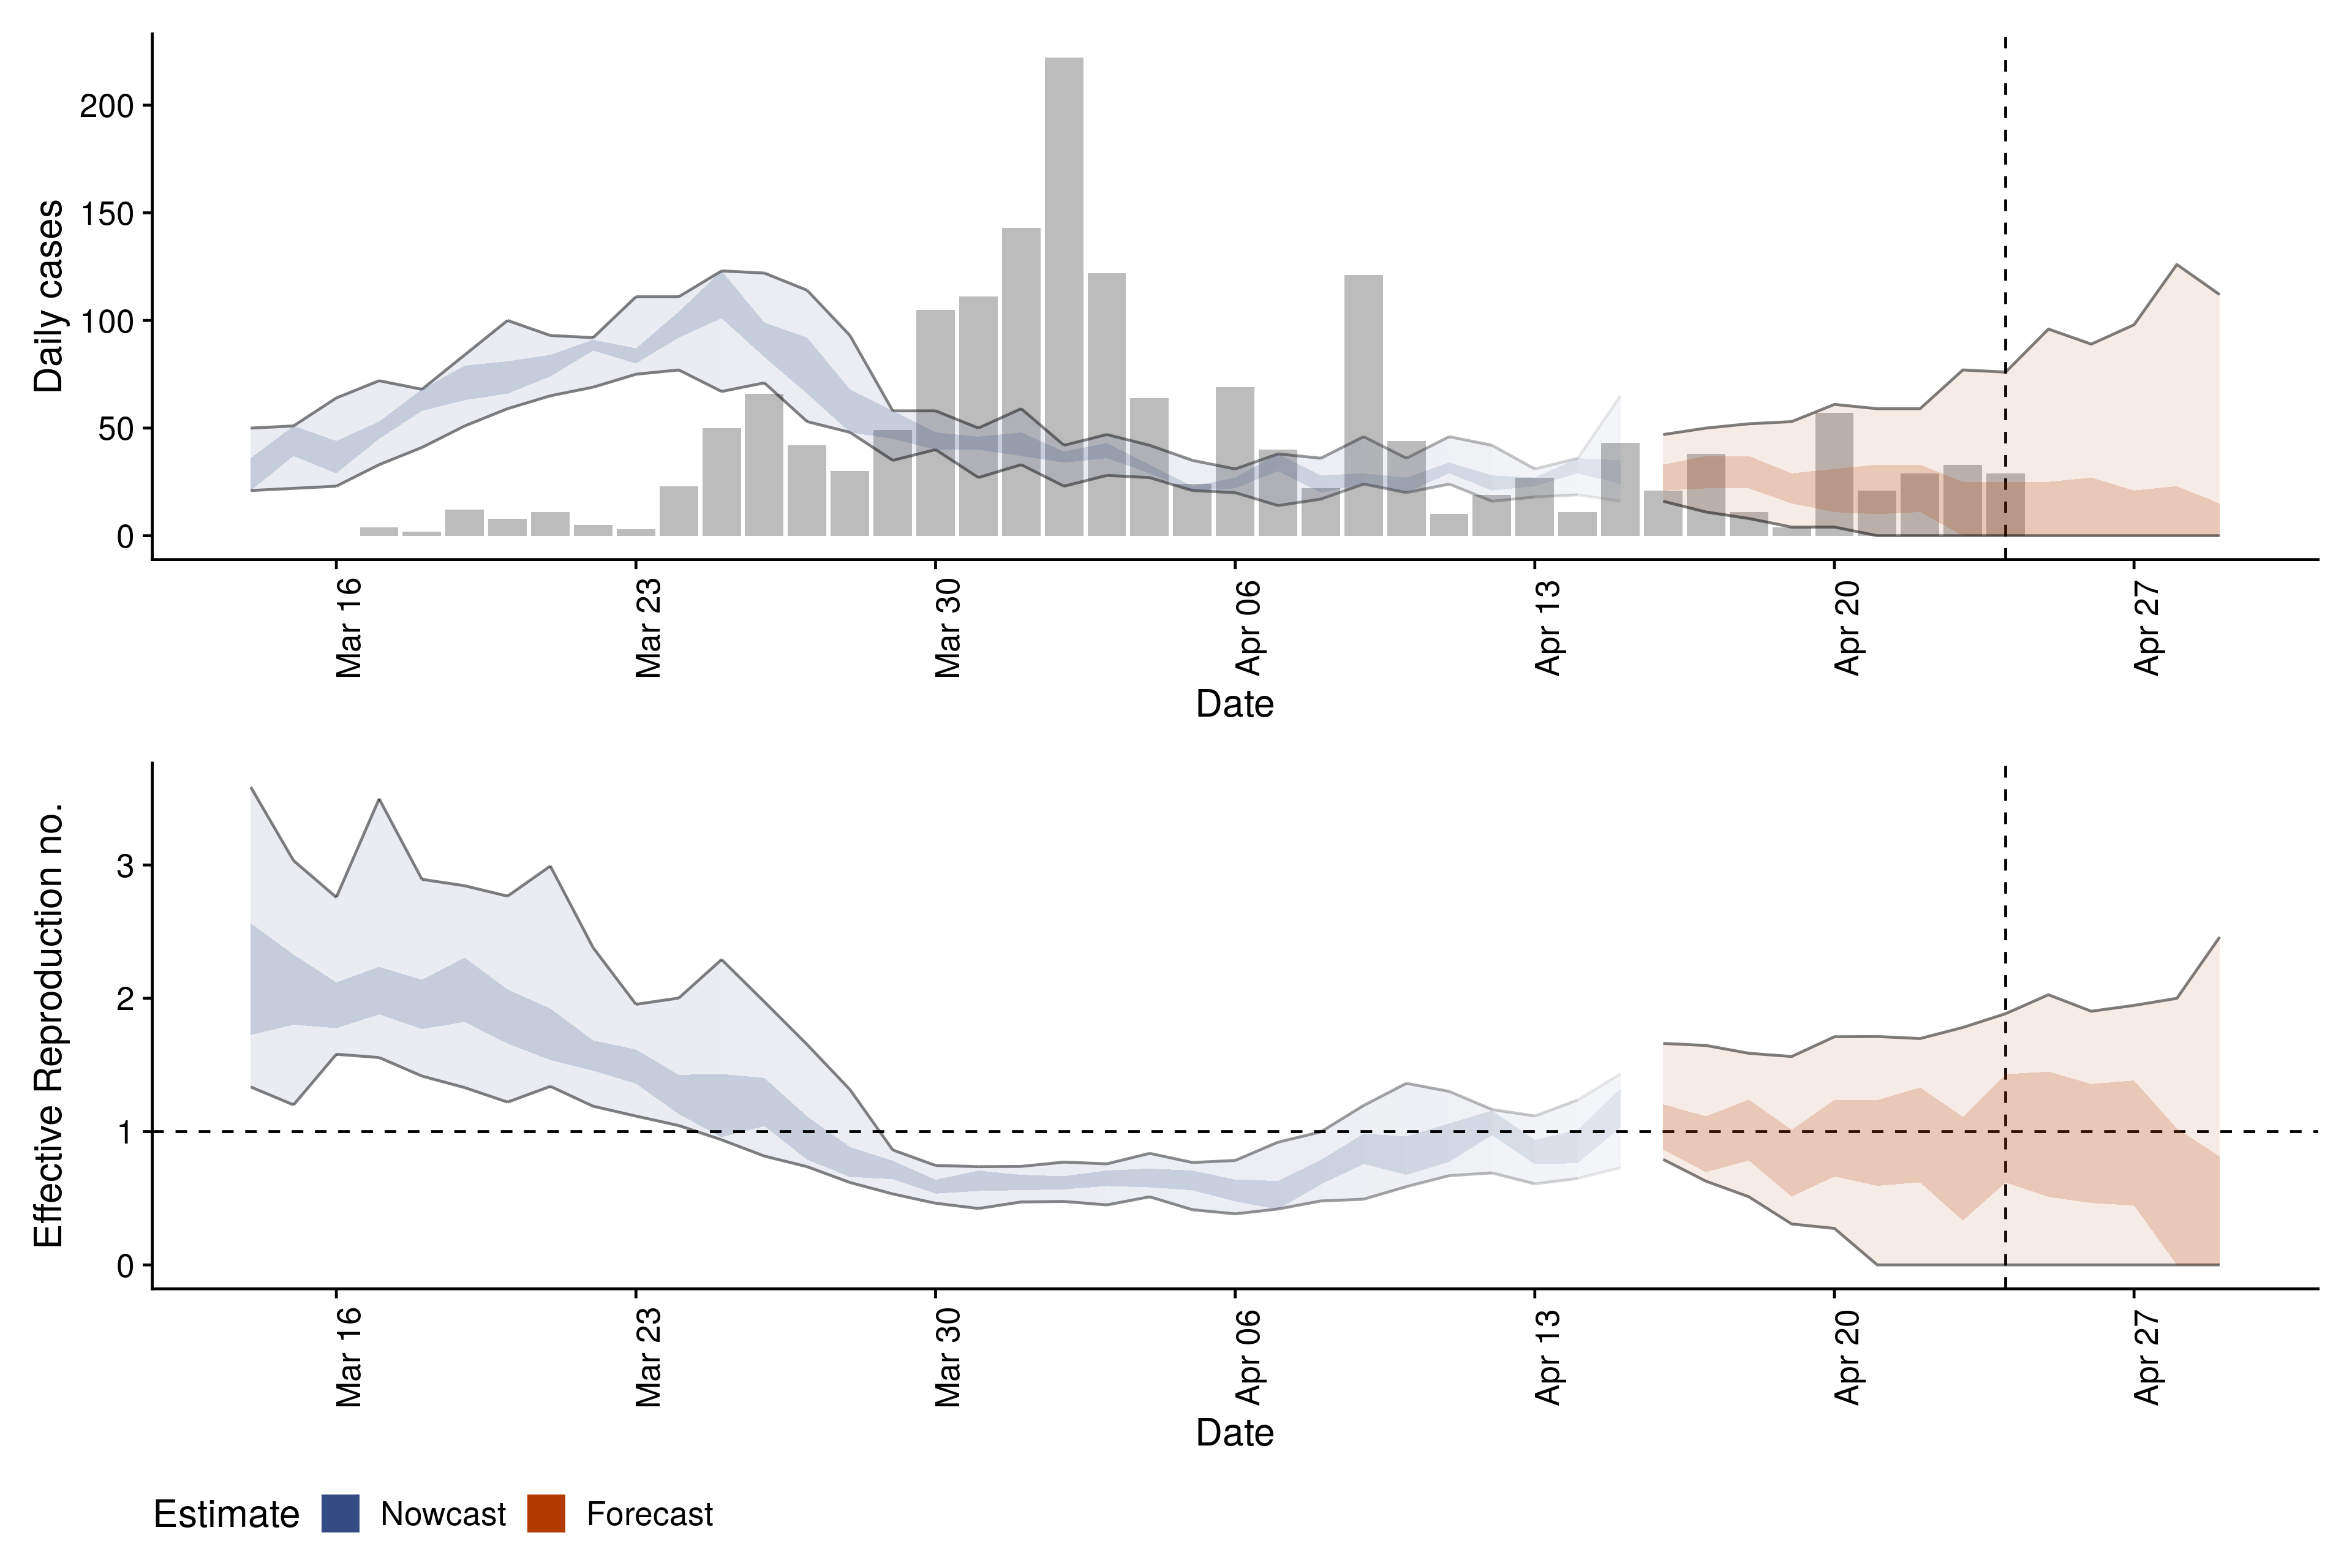 Daily cases
200
150
100
50
0
Mar 16
Mar 23
Mar 30
Apr 06
Apr 13
Apr 20
Apr 27
Date
Effective Reproduction no.
3
2
1
0
Mar 16
Mar 23
Mar 30
Apr 06
Apr 13
Apr 20
Apr 27
Date
Estimate Nowcast Forecast